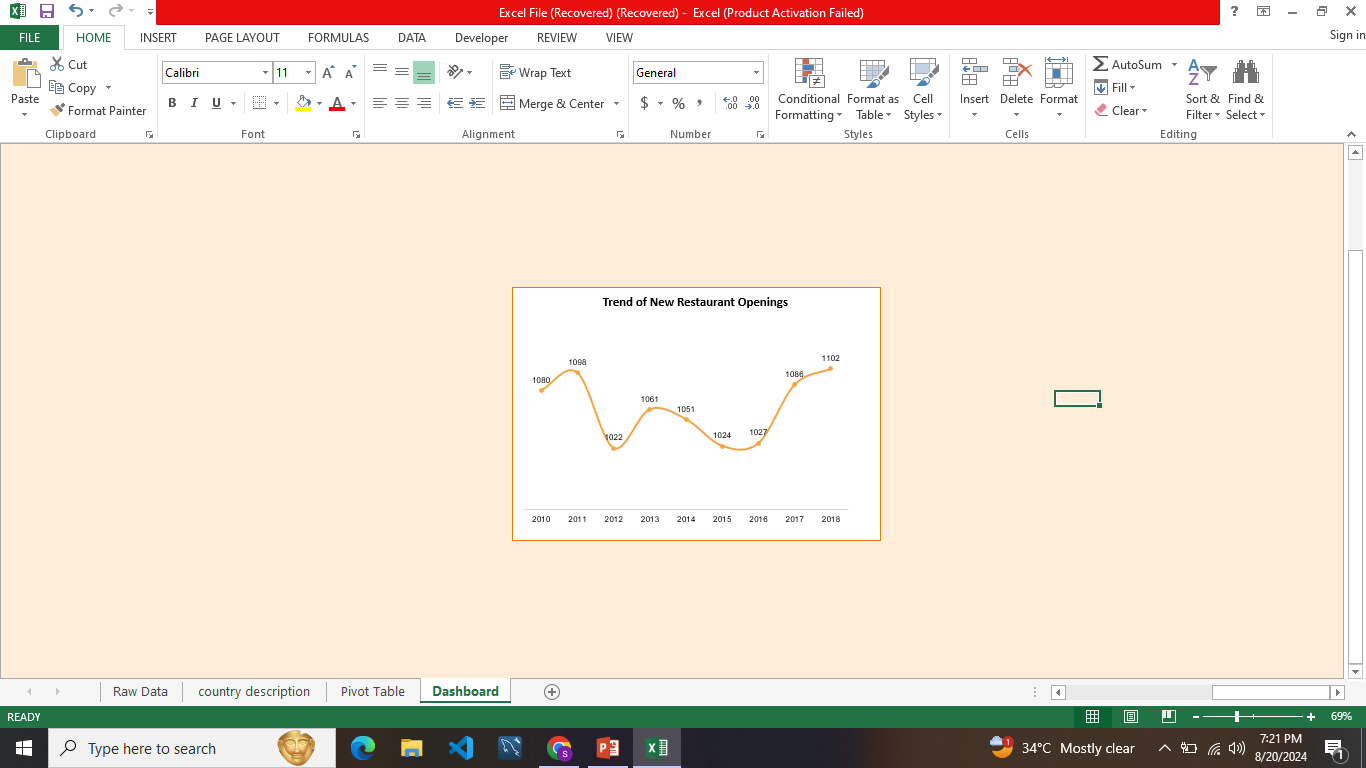 Excel File (Recovered) (Recovered) - Excel (Product Activation Failed)
?
FILE HOME INSERT PAGE LAYOUT FORMULAS DATA Developer REVIEW VIEW Sign in
Paste
Cut
Copy
Format Painter
Clipboard
Calibri 11 A A
B I U A
Font
Wrap Text
Merge & Center
Alignment
General
$ % ,
Number
Conditional Formatting
Format as Table
Cell Styles
Styles
Insert
Delete
Format
Cells
AutoSum
Fill
Clear
Sort & Filter
Find & Select
Editing
Trend of New Restaurant Openings
1080 1098 1022 1061 1051 1024 1027 1086 1102
2010 2011 2012 2013 2014 2015 2016 2017 2018
Raw Data country description Pivot Table Dashboard
READY
69%
Type here to search
34°C Mostly clear
7:21 PM
8/20/2024
1